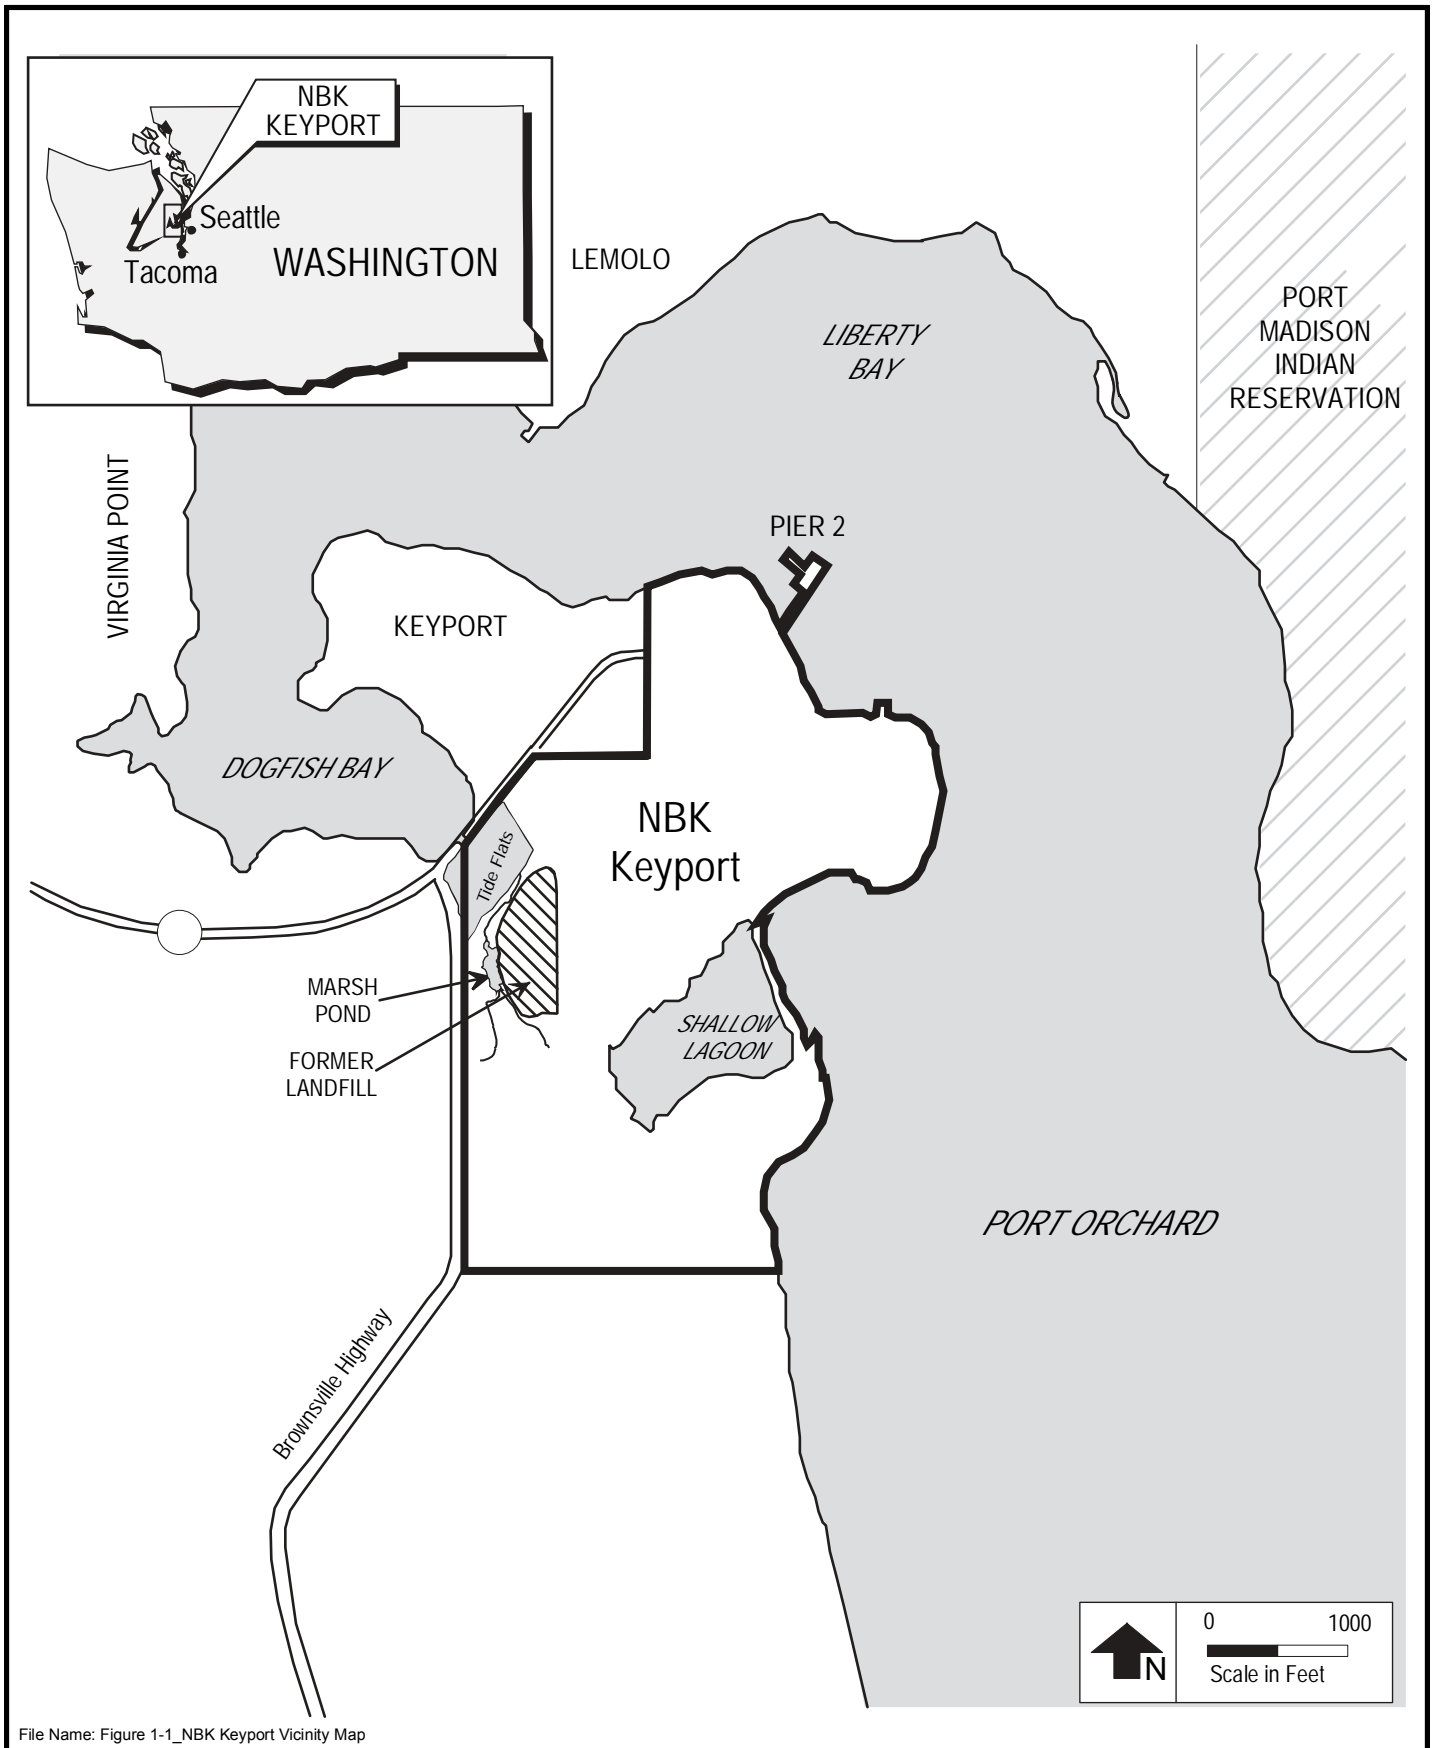 NBK
KEYPORT
Seattle
Tacoma
WASHINGTON
LEMOLO
LIBERTY
BAY
PORT
MADISON
INDIAN
RESERVATION
VIRGINIA POINT
PIER 2
KEYPORT
DOGFISH BAY
NBK
Keyport
Tide Flats
MARSH
POND
FORMER
LANDFILL
SHALLOW
LAGOON
PORT ORCHARD
Brownsville Highway
0 1000
Scale in Feet
N
File Name: Figure 1-1_NBK Keyport Vicinity Map